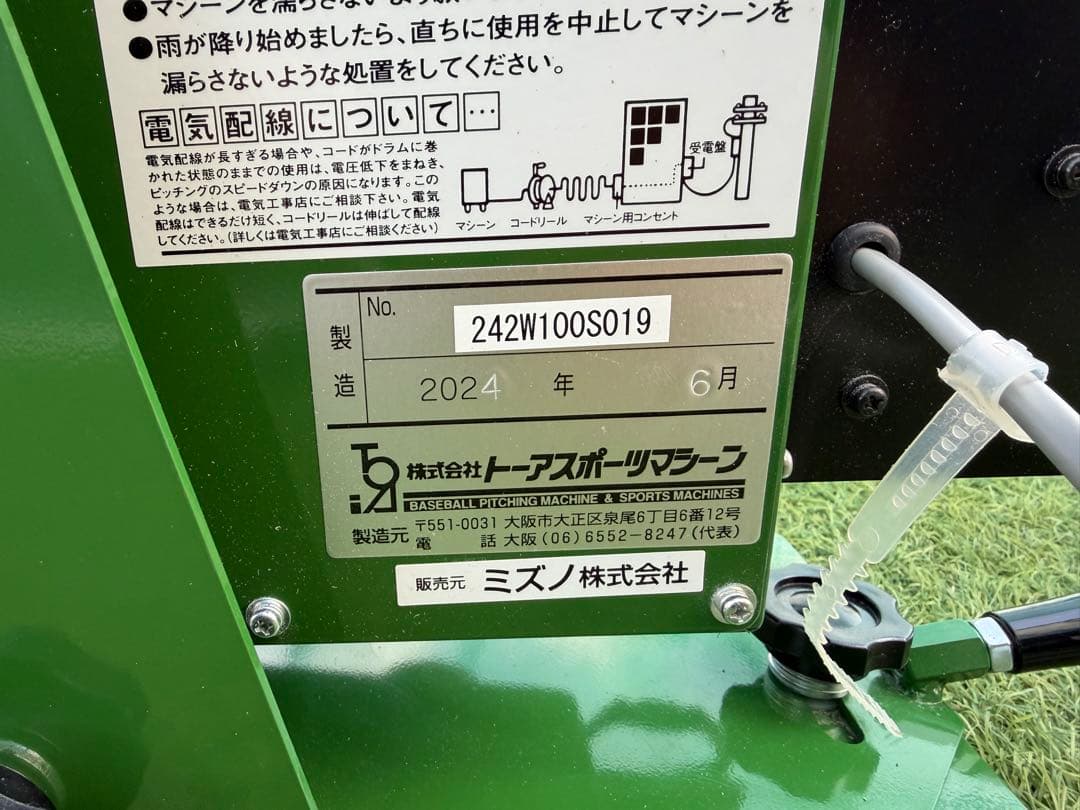 ●マシーンを濡らさないよう
●雨が降り始めましたら、直ちに使用を中止してマシーンを
漏らさないような処置をしてください。
電気配線について…
電気配線が長すぎる場合や、コードがドラムに巻
かれた状態のままでの使用は、電圧低下をまねき、
ピッチングのスピードダウンの原因になります。この
ような場合は、電気工事店にご相談下さい。電気
配線はできるだけ短く、コードリールは伸ばして配線
してください。(詳しくは電気工事店にご相談ください)
受電盤
マシーン コードリール マシーン用コンセント
製造
No. 242W100S019
2024 年 6月
TOA
株式会社トーアスポーツマシーン
BASEBALL PITCHING MACHINE & SPORTS MACHINES
製造元 〒551-0031 大阪市大正区泉尾6丁目6番12号
電 話 大阪(06)6552-8247(代表)
販売元 ミズノ株式会社